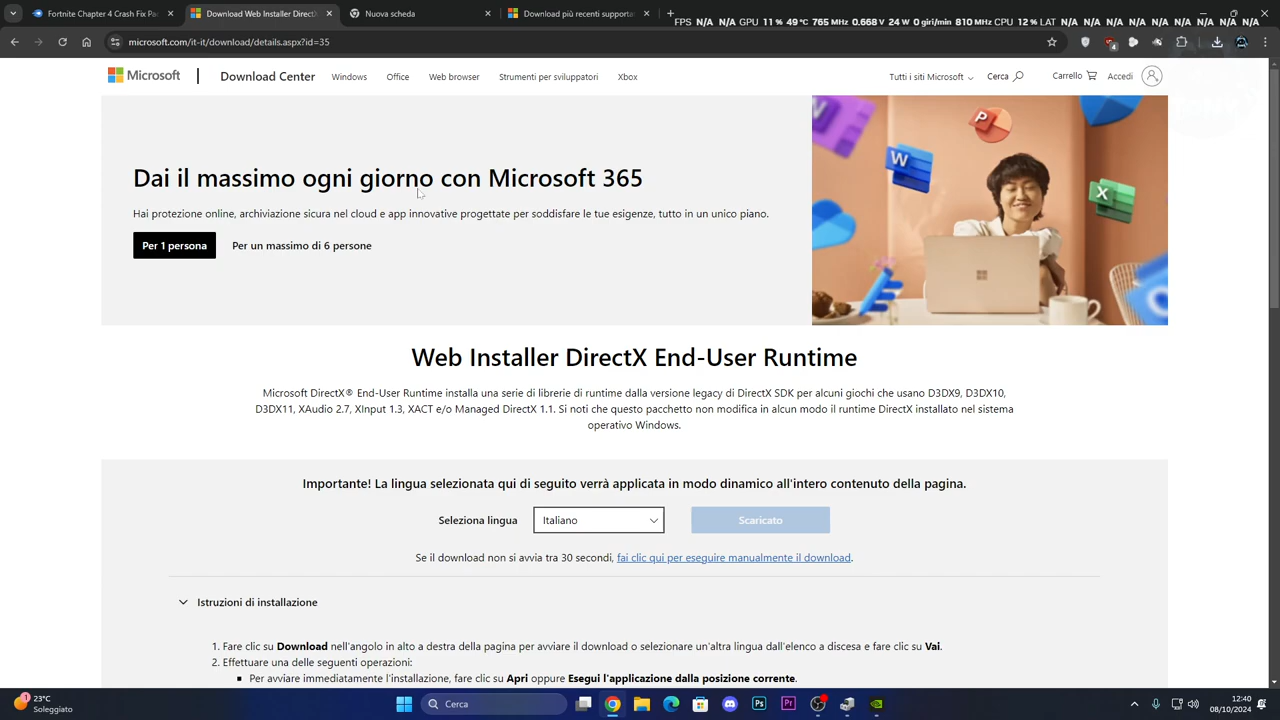 Fortnite Chapter 4 Crash Fix Pa
Download Web Installer DirectX
Nuova scheda
Download più recenti supportat
FPS N/A N/A GPU 11 % 49 °C 765 MHz 0.668 V 24 W 0 giri/min 810 MHz CPU 12 % LAT N/A N/A N/A N/A N/A N/A N/A N/A N/A
microsoft.com/it-it/download/details.aspx?id=35
4
Microsoft
Download Center
Windows
Office
Web browser
Strumenti per sviluppatori
Xbox
Tutti i siti Microsoft
Cerca
Carrello
Accedi
Dai il massimo ogni giorno con Microsoft 365
Hai protezione online, archiviazione sicura nel cloud e app innovative progettate per soddisfare le tue esigenze, tutto in un unico piano.
Per 1 persona
Per un massimo di 6 persone
W
P
W
X
Web Installer DirectX End-User Runtime
Microsoft DirectX® End-User Runtime installa una serie di librerie di runtime dalla versione legacy di DirectX SDK per alcuni giochi che usano D3DX9, D3DX10,
D3DX11, XAudio 2.7, XInput 1.3, XACT e/o Managed DirectX 1.1. Si noti che questo pacchetto non modifica in alcun modo il runtime DirectX installato nel sistema
operativo Windows.
Importante! La lingua selezionata qui di seguito verrà applicata in modo dinamico all'intero contenuto della pagina.
Seleziona lingua
Italiano
Scaricato
Se il download non si avvia tra 30 secondi, fai clic qui per eseguire manualmente il download.
Istruzioni di installazione
1. Fare clic su Download nell'angolo in alto a destra della pagina per avviare il download o selezionare un'altra lingua dall'elenco a discesa e fare clic su Vai.
2. Effettuare una delle seguenti operazioni:
Per avviare immediatamente l'installazione, fare clic su Apri oppure Esegui l'applicazione dalla posizione corrente.
1
23°C
Soleggiato
Cerca
Ps
Pr
12:40
08/10/2024